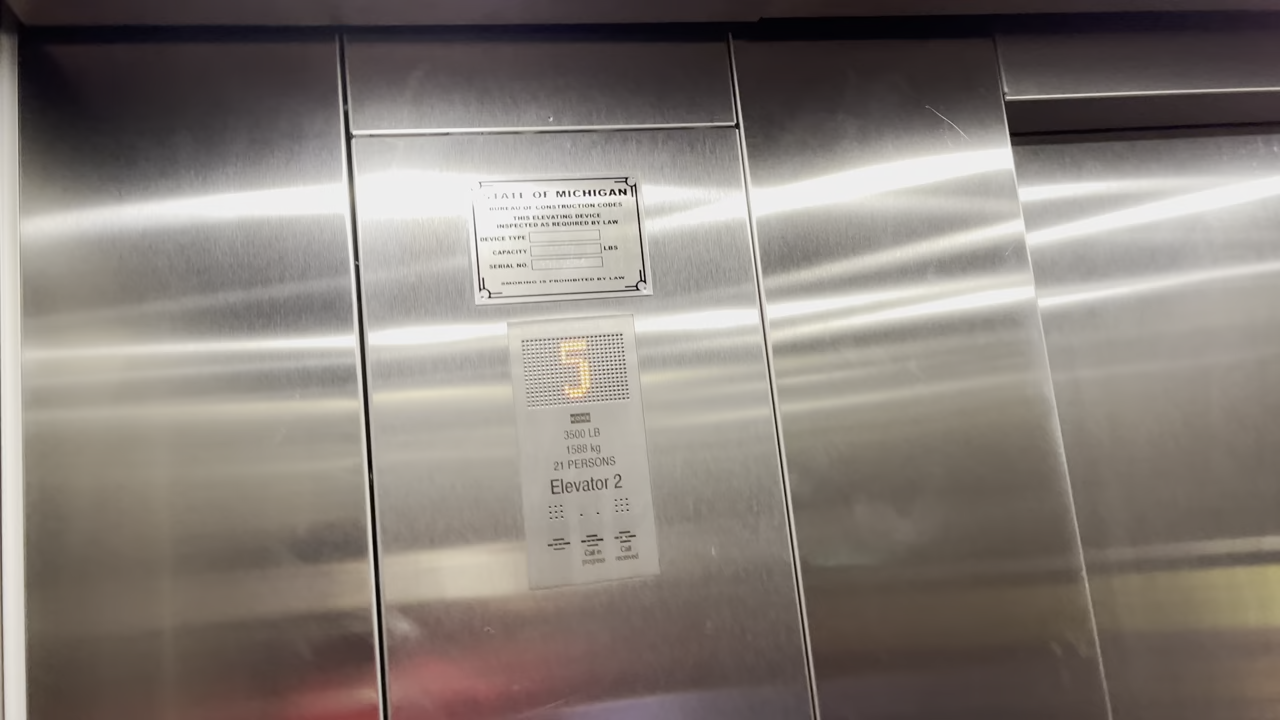 STATE OF MICHIGAN
BUREAU OF CONSTRUCTION CODES
THIS ELEVATING DEVICE
INSPECTED AS REQUIRED BY LAW
DEVICE TYPE
CAPACITY LBS
SERIAL NO.
SMOKING IS PROHIBITED BY LAW
5
3500 LB
1588 kg
21 PERSONS
Elevator 2
Call in progress
Call received